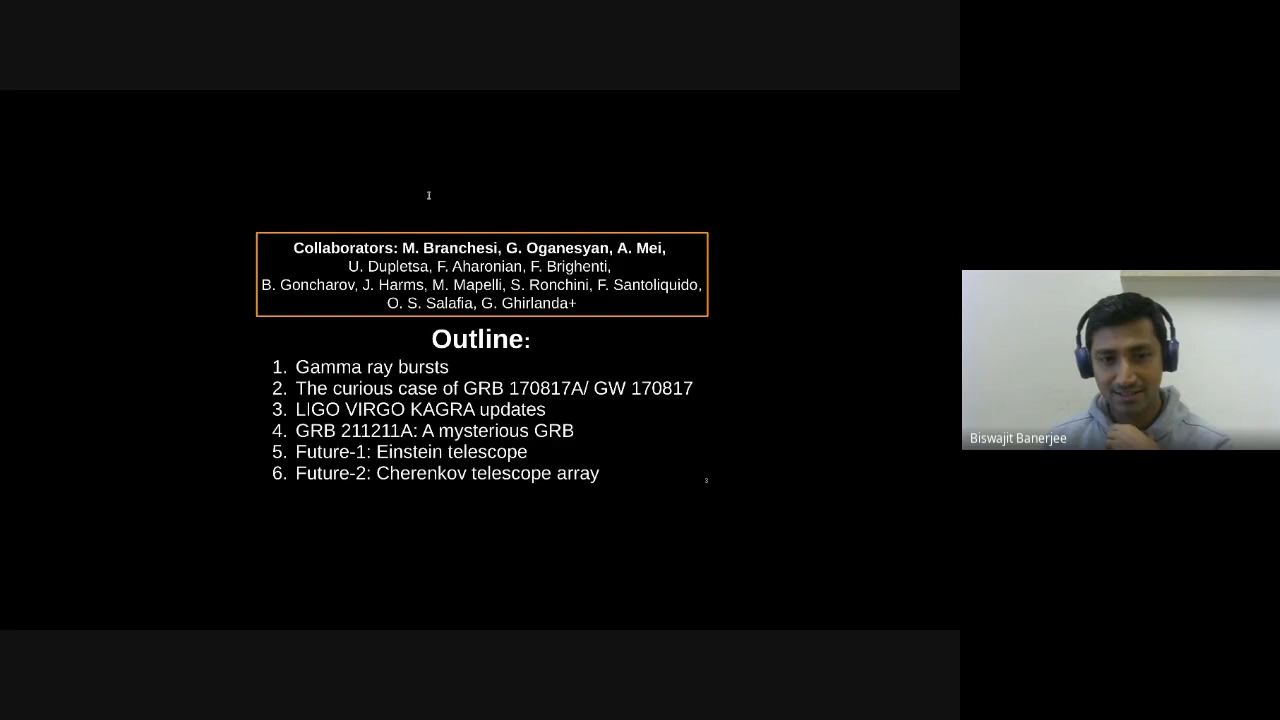 Collaborators: M. Branchesi, G. Oganesyan, A. Mei,
U. Dupletsa, F. Aharonian, F. Brighenti,
B. Goncharov, J. Harms, M. Mapelli, S. Ronchini, F. Santoliquido,
O. S. Salafia, G. Ghirlanda+
Outline:
1. Gamma ray bursts
2. The curious case of GRB 170817A/ GW 170817
3. LIGO VIRGO KAGRA updates
4. GRB 211211A: A mysterious GRB
5. Future-1: Einstein telescope
6. Future-2: Cherenkov telescope array
3
Biswajit Banerjee